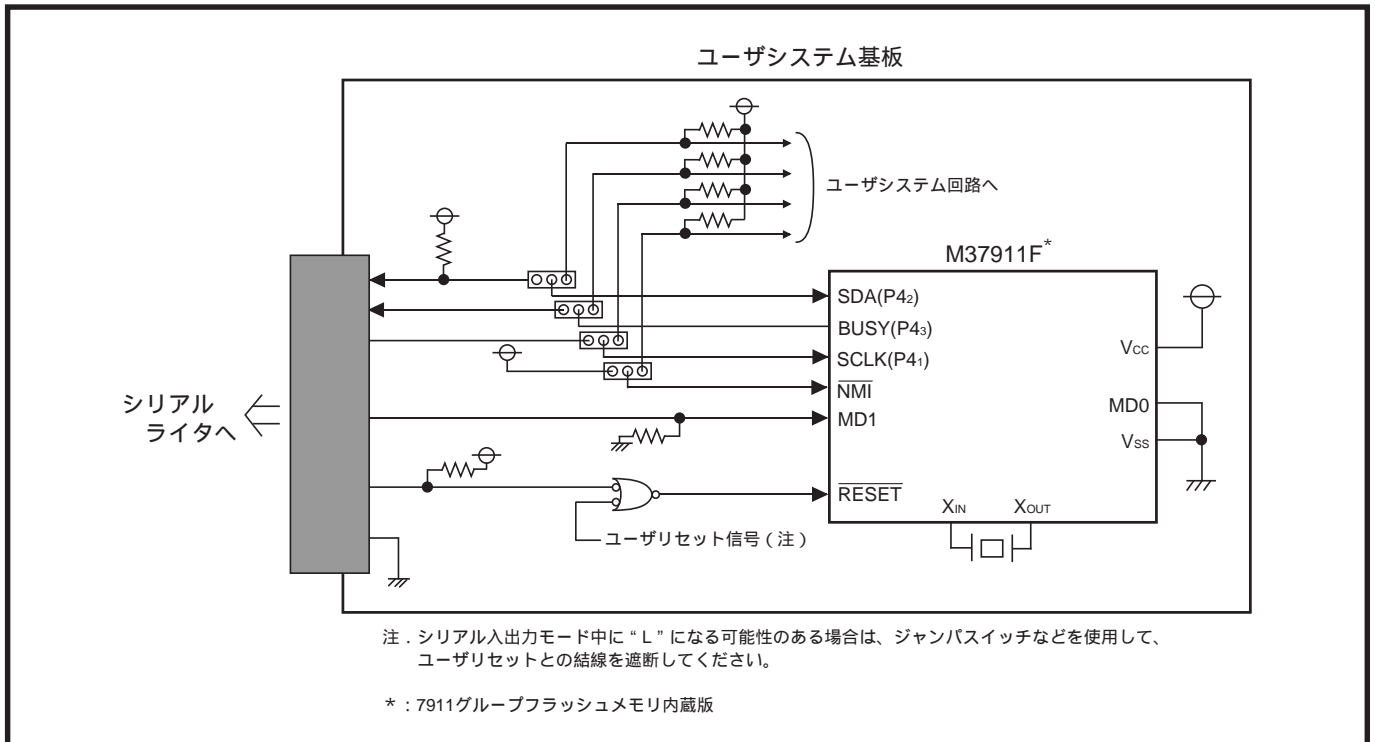 ユーザシステム基板
ユーザシステム回路へ
M37911F*
SDA(P42)
BUSY(P43)
SCLK(P41)
NMI
MD1
RESET
VCC
MD0
VSS
XIN XOUT
シリアル
ライタへ
ユーザリセット信号（注）
注．シリアル入出力モード中に“L”になる可能性のある場合は、ジャンパスイッチなどを使用して、
ユーザリセットとの結線を遮断してください。
*：7911グループフラッシュメモリ内蔵版